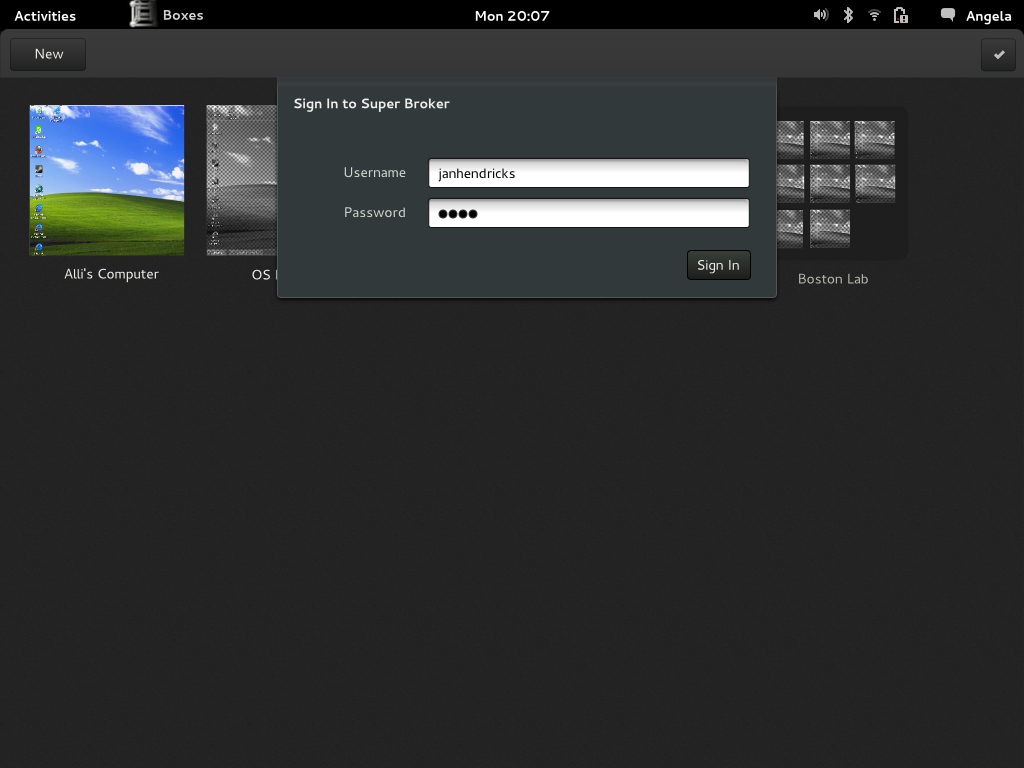 Activities Boxes Mon 20:07 Angela
New
Sign In to Super Broker
Username janhendricks
Password ●●●●
Sign In
Alli's Computer OS Boston Lab